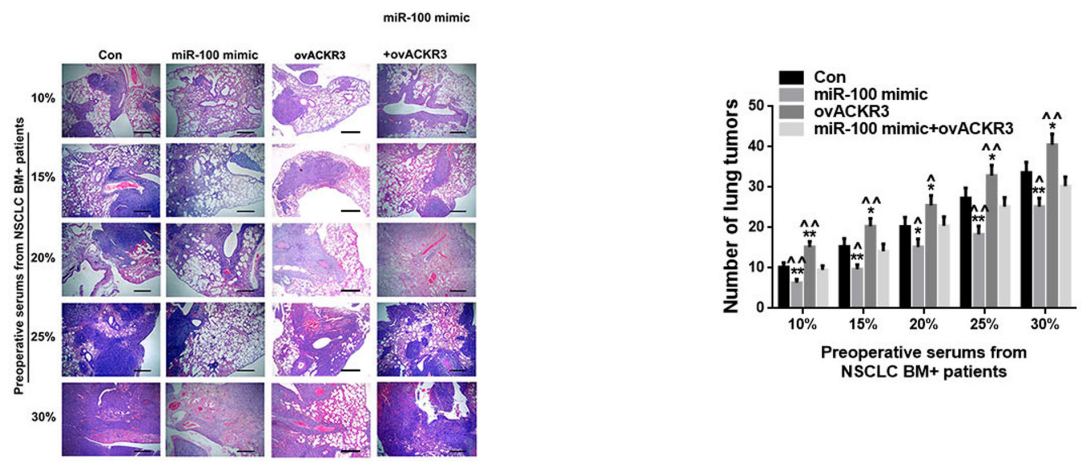 miR-100 mimic
Con miR-100 mimic ovACKR3 +ovACKR3
10%
15%
20%
25%
30%
Preoperative serums from NSCLC BM+ patients
Con
miR-100 mimic
ovACKR3
miR-100 mimic+ovACKR3
Number of lung tumors
50
40
30
20
10
0
^^
**
^^
**
^
**
^^
*
^
*
^
*
^^
**
^^
*
^
**
^^
*
10% 15% 20% 25% 30%
Preoperative serums from
NSCLC BM+ patients